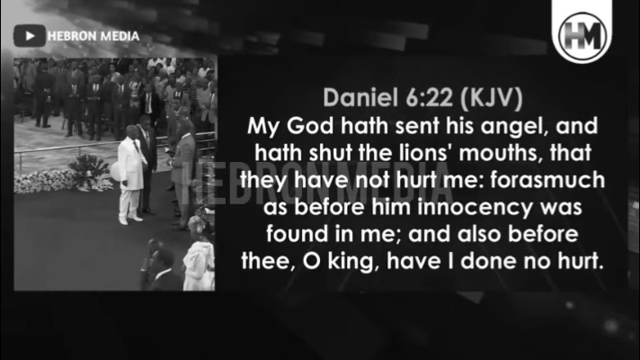 HEBRON MEDIA
HM
Daniel 6:22 (KJV)
My God hath sent his angel, and
hath shut the lions' mouths, that
they have not hurt me: forasmuch
as before him innocency was
found in me; and also before
thee, O king, have I done no hurt.
HEBRON MEDIA